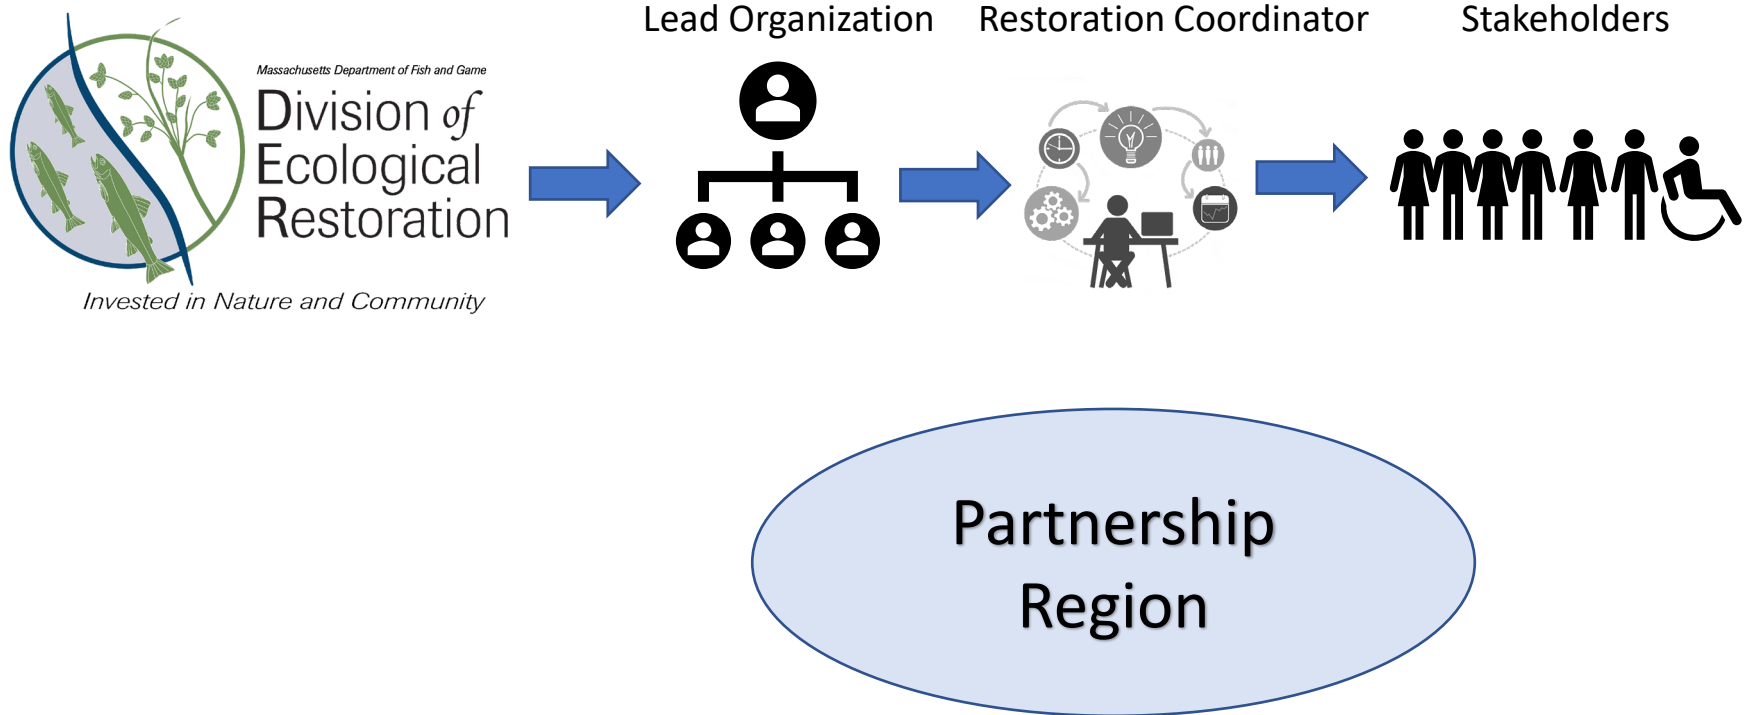 Lead Organization
Restoration Coordinator
Stakeholders
Massachusetts Department of Fish and Game
Division of
Ecological
Restoration
Invested in Nature and Community
Partnership
Region